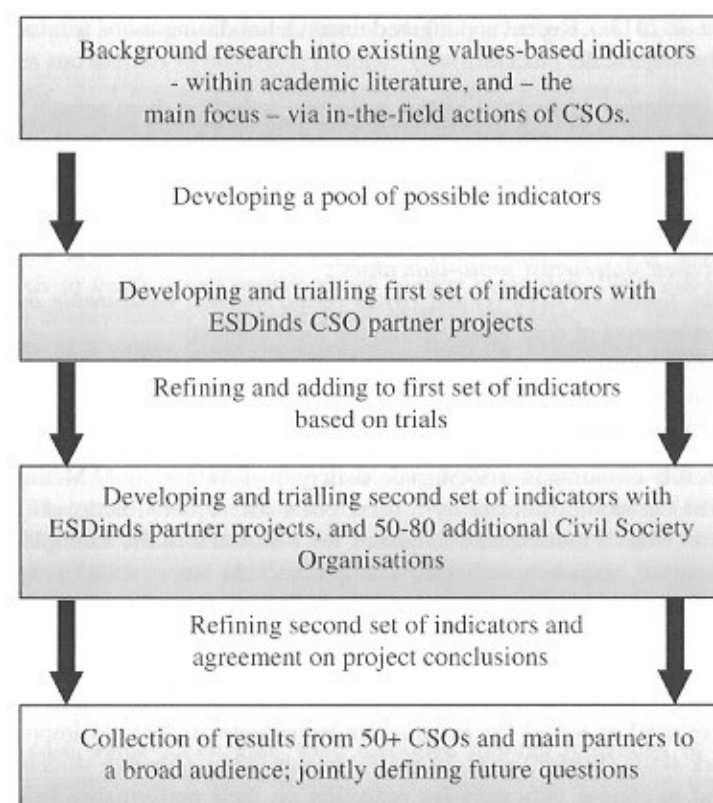 Background research into existing values-based indicators
- within academic literature, and – the
main focus – via in-the-field actions of CSOs.
Developing a pool of possible indicators
Developing and trialling first set of indicators with
ESDinds CSO partner projects
Refining and adding to first set of indicators
based on trials
Developing and trialling second set of indicators with
ESDinds partner projects, and 50-80 additional Civil Society
Organisations
Refining second set of indicators and
agreement on project conclusions
Collection of results from 50+ CSOs and main partners to
a broad audience; jointly defining future questions